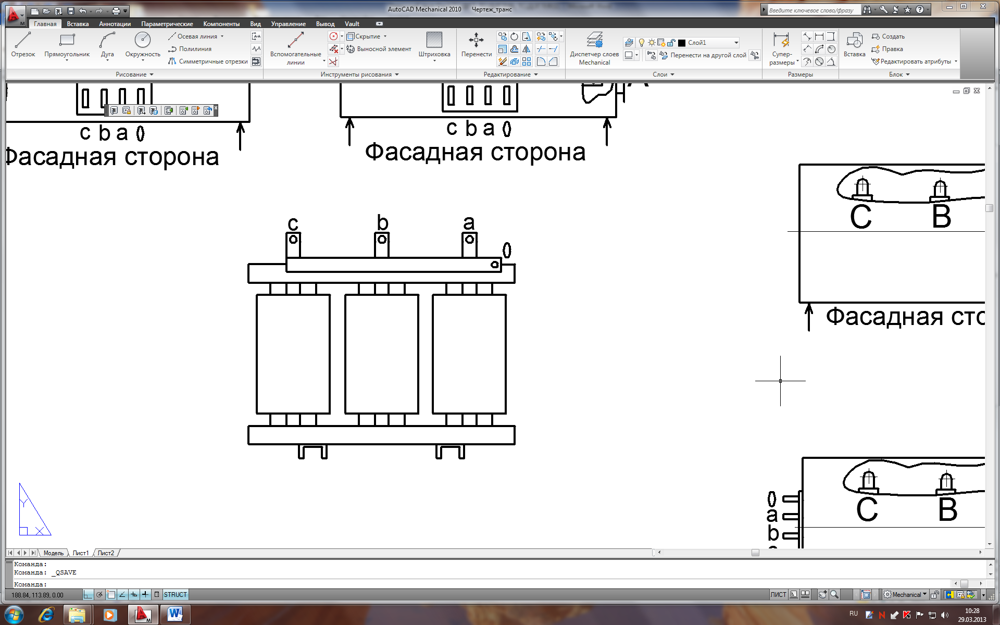 AutoCAD Mechanical 2010 Чертеж_транс
Введите ключевое слово/фразу
Главная Вставка Аннотации Параметрические Компоненты Вид Управление Вывод Vault
Отрезок Прямоугольник Дуга Окружность
Осевая линия
Полилиния
Симметричные отрезки
Вспомогательные линии
Скрытие
Выносной элемент
Штриховка
Перенести
Диспетчер слоев Mechanical
Слой1
Перенести на другой слой
Супер-размеры
Вставка
Создать
Правка
Редактировать атрибуты
Рисование Инструменты рисования Редактирование Слои Размеры Блок
c b a 0
Фасадная сторона
c b a 0
Фасадная сторона
c b a
0
C B
Фасадная сто
C B
0
a
b
Y
X
Модель Лист1 Лист2
Команда:
Команда: _QSAVE
Команда:
188.84, 113.89, 0.00 STRUCT ЛИСТ Mechanical
RU 10:28
29.03.2013